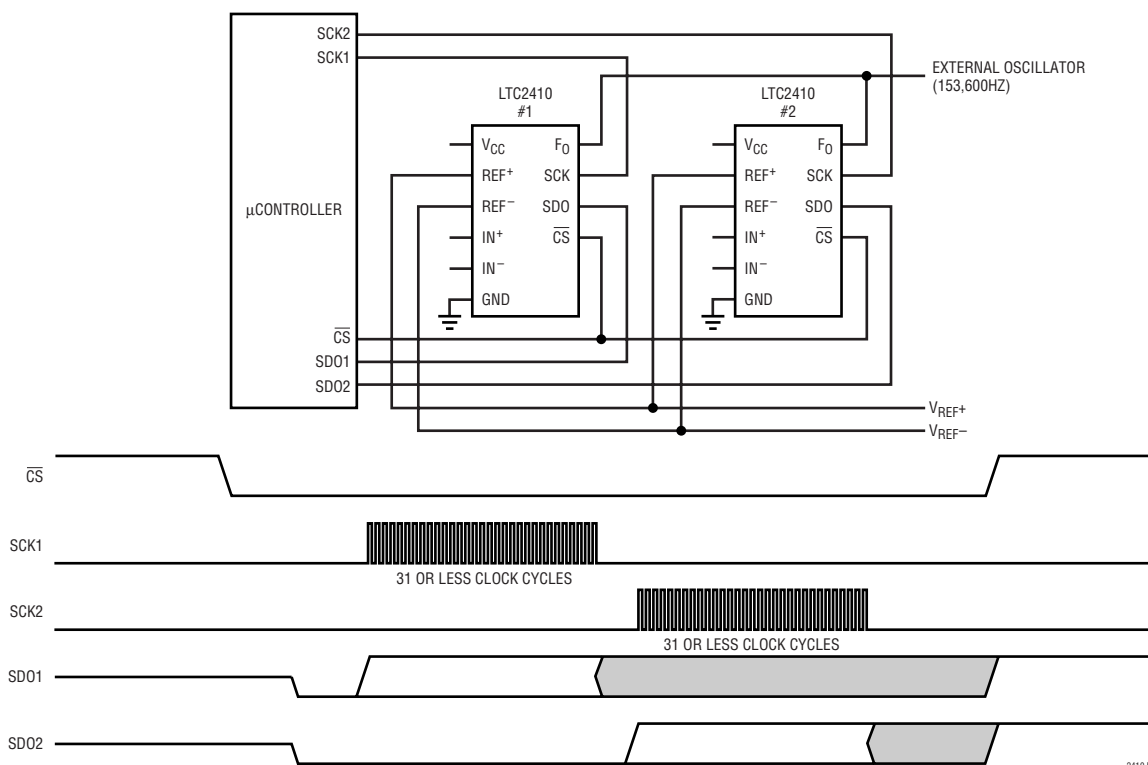 SCK2
SCK1
EXTERNAL OSCILLATOR
(153,600HZ)
LTC2410
#1
LTC2410
#2
µCONTROLLER
VCC FO
REF+ SCK
REF– SDO
IN+ CS
IN–
GND
VCC FO
REF+ SCK
REF– SDO
IN+ CS
IN–
GND
CS
SDO1
SDO2
VREF+
VREF–
CS
SCK1
31 OR LESS CLOCK CYCLES
SCK2
31 OR LESS CLOCK CYCLES
SDO1
SDO2